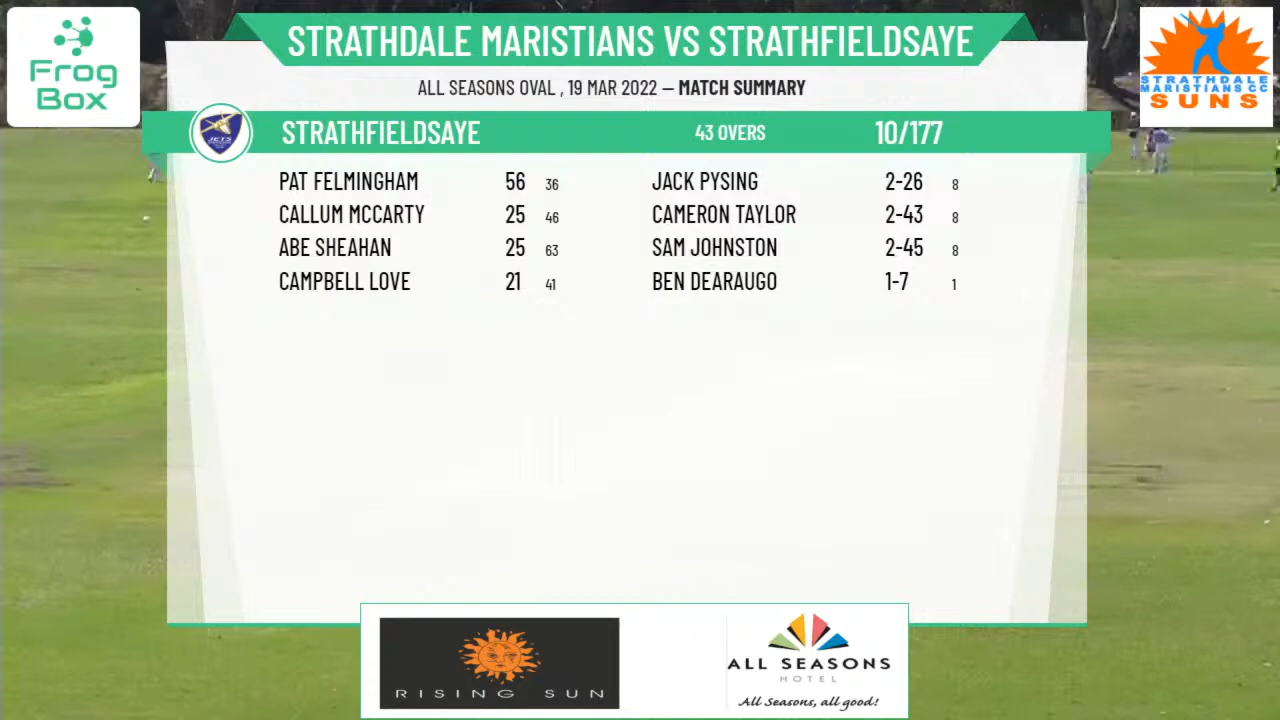 Frog
Box
STRATHDALE MARISTIANS VS STRATHFIELDSAYE
STRATHDALE
MARISTIANS CC
SUNS
ALL SEASONS OVAL , 19 MAR 2022 – MATCH SUMMARY
JETS
STRATHFIELDSAYE 43 OVERS 10/177
PAT FELMINGHAM 56 36 JACK PYSING 2-26 8
CALLUM MCCARTY 25 46 CAMERON TAYLOR 2-43 8
ABE SHEAHAN 25 63 SAM JOHNSTON 2-45 8
CAMPBELL LOVE 21 41 BEN DEARAUGO 1-7 1
RISING SUN
ALL SEASONS
HOTEL
All Seasons, all good!